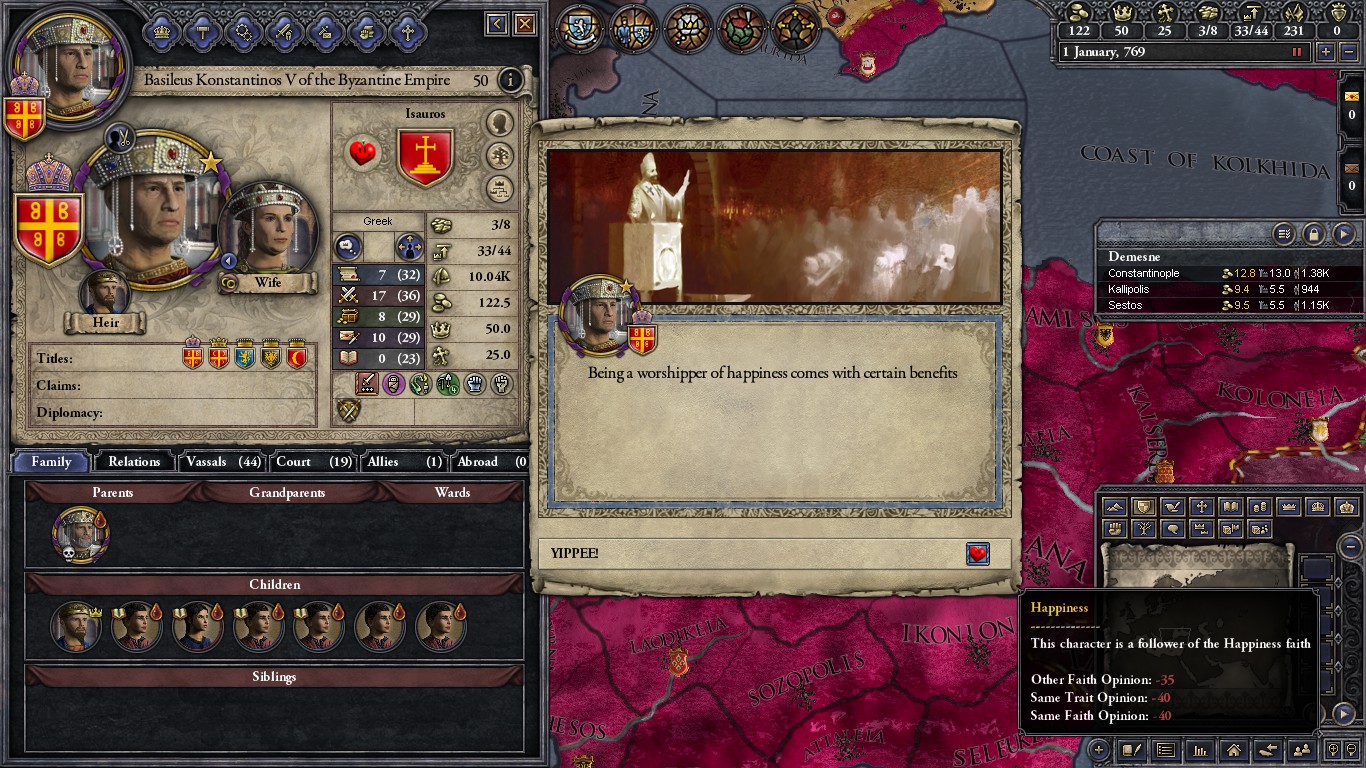 Basileus Konstantinos V of the Byzantine Empire 50
Isauros
Greek
Wife
Heir
3/8
33/44
7 (32)
10.04K
17 (36)
122.5
8 (29)
50.0
10 (29)
25.0
0 (23)
Titles:
Claims:
Diplomacy:
Family
Relations
Vassals (44)
Court (19)
Allies (1)
Abroad (0
Parents
Grandparents
Wards
Children
Siblings
Being a worshipper of happiness comes with certain benefits
YIPPEE!
122 50 25 3/8 33/44 231 0
1 January, 769
0
0
COAST OF KOLKHIDA
Demesne
Constantinople 12.8 13.0 1.38K
Kallipolis 9.4 5.5 944
Sestos 9.5 5.5 1.15K
KOLONEIA
LAODIKEIA
IKONION
SOZOPOLIS
ATTALEIA
Happiness
---------------
This character is a follower of the Happiness faith
Other Faith Opinion: -35
Same Trait Opinion: -40
Same Faith Opinion: -40